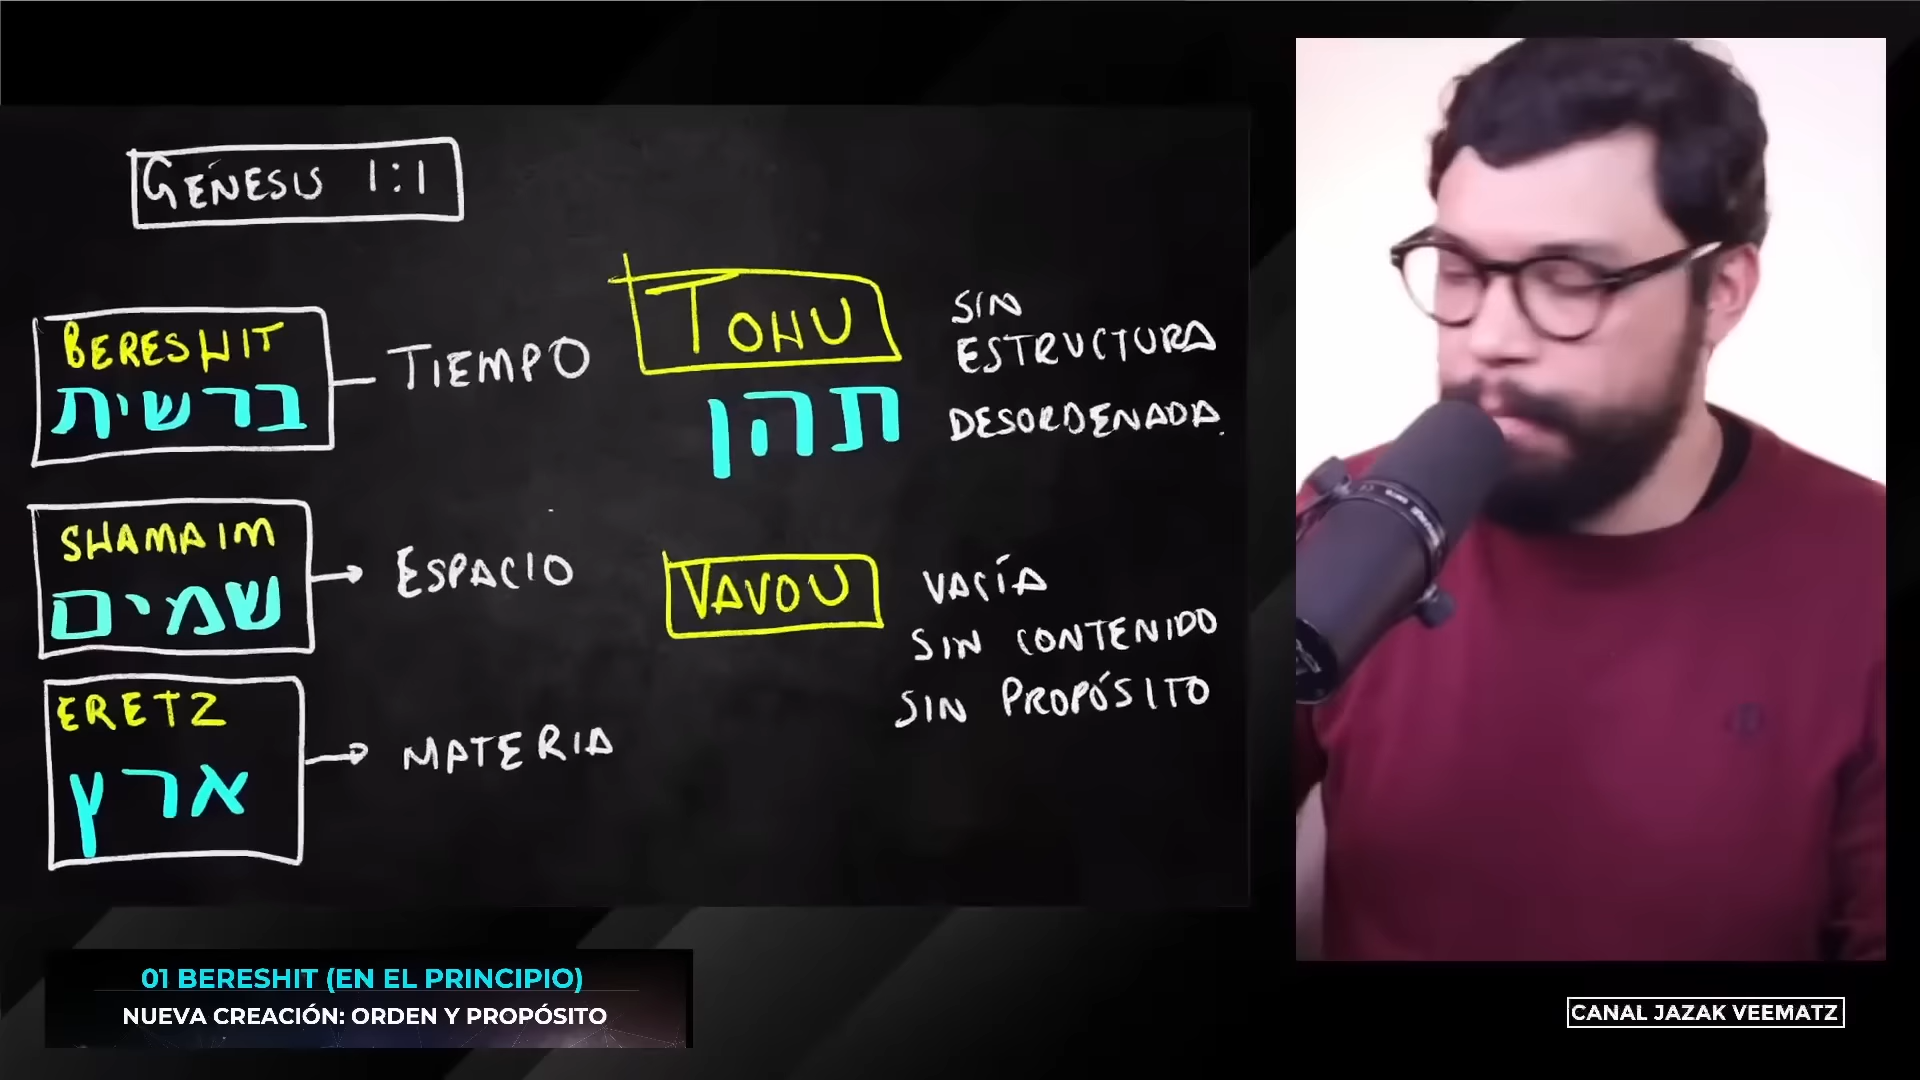 GÉNESIS 1:1
BERESHIT
ברשית
TIEMPO
SHAMAIM
שמים
ESPACIO
ERETZ
ארץ
MATERIA
TOHU
תהן
SIN
ESTRUCTURA
DESORDENADA.
VAVOU
VACÍA
SIN CONTENIDO
SIN PROPÓSITO
01 BERESHIT (EN EL PRINCIPIO)
NUEVA CREACIÓN: ORDEN Y PROPÓSITO
CANAL JAZAK VEEMATZ